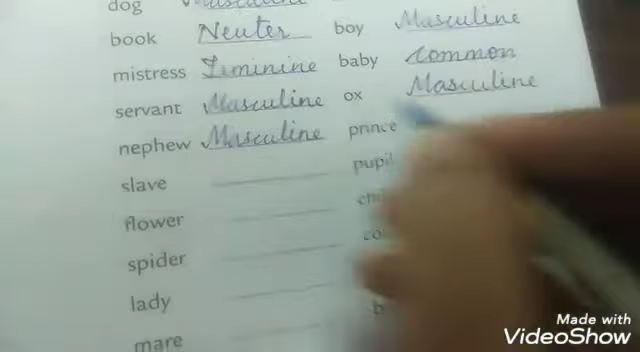 dog
book Neuter boy Masculine
mistress Feminine baby common
servant Masculine ox Masculine
nephew Masculine prince
slave pupil
flower
spider
lady
mare
Made with
VideoShow